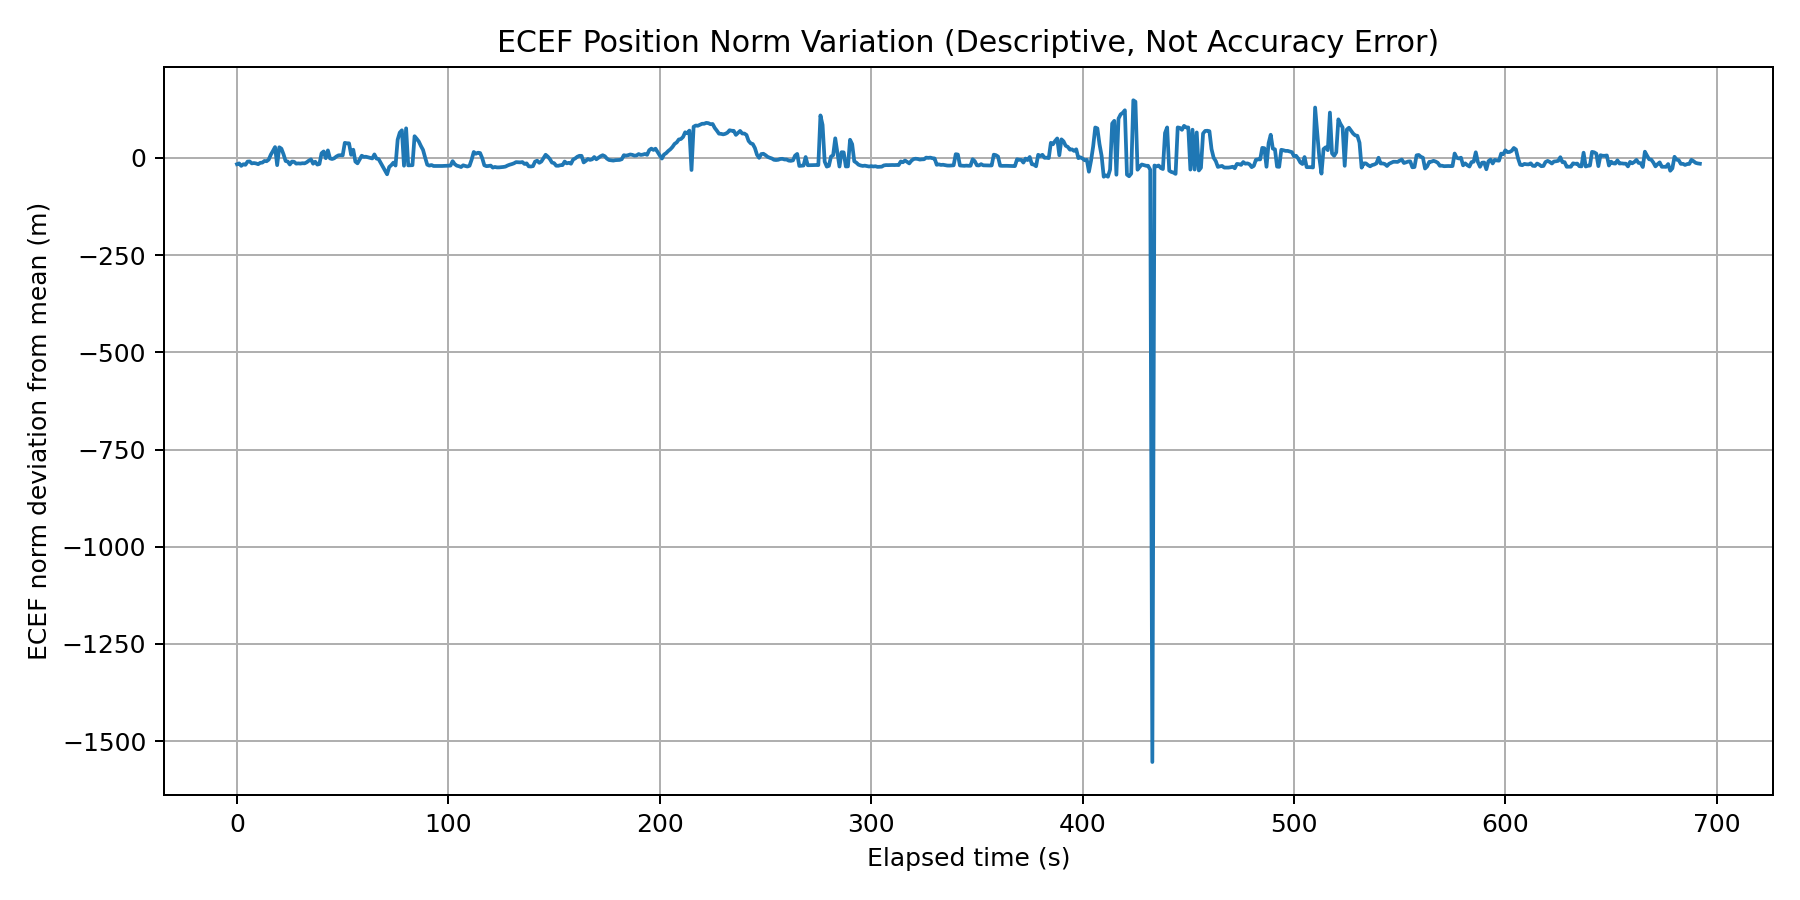 ECEF Position Norm Variation (Descriptive, Not Accuracy Error)
ECEF norm deviation from mean (m)
0
−250
−500
−750
−1000
−1250
−1500
0 100 200 300 400 500 600 700
Elapsed time (s)